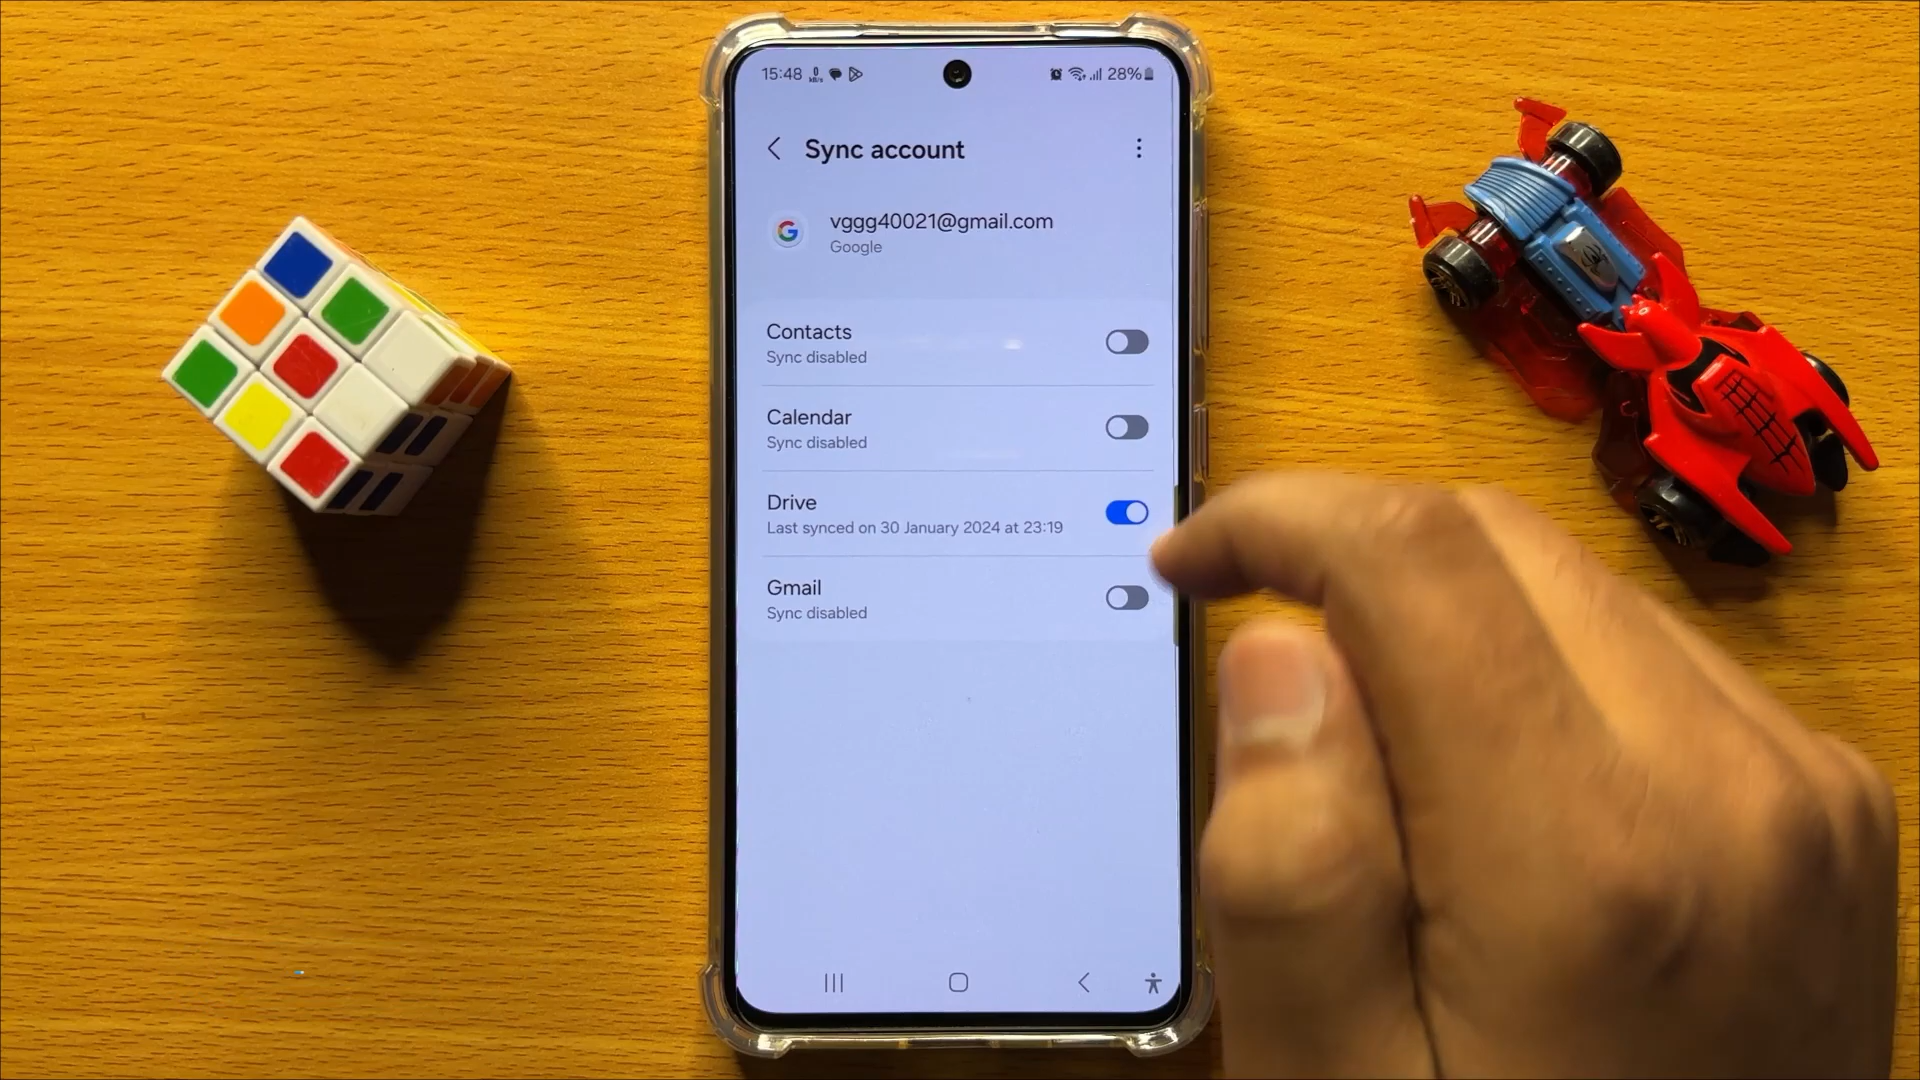 15:48 28%
Sync account
vggg40021@gmail.com
Google
Contacts
Sync disabled
Calendar
Sync disabled
Drive
Last synced on 30 January 2024 at 23:19
Gmail
Sync disabled